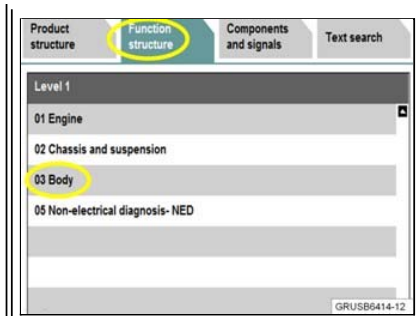 Product structure
Function structure
Components and signals
Text search
Level 1
01 Engine
02 Chassis and suspension
03 Body
05 Non-electrical diagnosis- NED
GRUSB6414-12